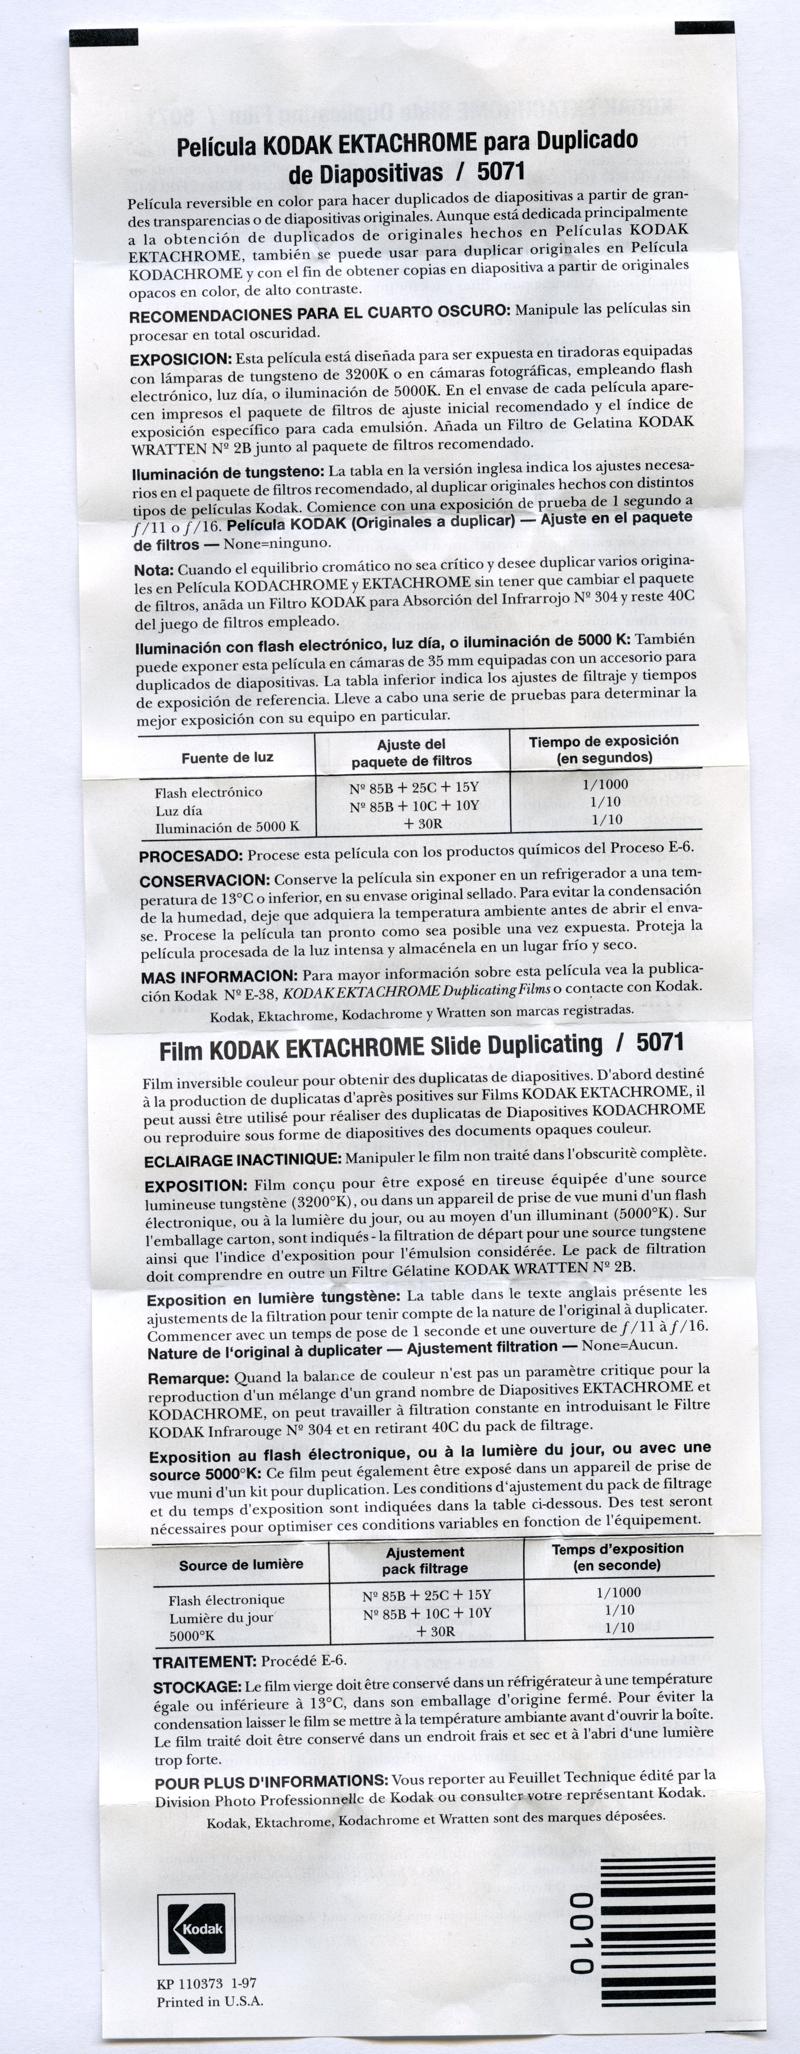 Película KODAK EKTACHROME para Duplicado
de Diapositivas / 5071
Película reversible en color para hacer duplicados de diapositivas a partir de gran-
des transparencias o de diapositivas originales. Aunque está dedicada principalmente
a la obtención de duplicados de originales hechos en Películas KODAK
EKTACHROME, también se puede usar para duplicar originales en Película
KODACHROME y con el fin de obtener copias en diapositiva a partir de originales
opacos en color, de alto contraste.
RECOMENDACIONES PARA EL CUARTO OSCURO: Manipule las películas sin
procesar en total oscuridad.
EXPOSICION: Esta película está diseñada para ser expuesta en tiradoras equipadas
con lámparas de tungsteno de 3200K o en cámaras fotográficas, empleando flash
electrónico, luz día, o iluminación de 5000K. En el envase de cada película apare-
cen impresos el paquete de filtros de ajuste inicial recomendado y el índice de
exposición específico para cada emulsión. Añada un Filtro de Gelatina KODAK
WRATTEN Nº 2B junto al paquete de filtros recomendado.
Iluminación de tungsteno: La tabla en la versión inglesa indica los ajustes necesa-
rios en el paquete de filtros recomendado, al duplicar originales hechos con distintos
tipos de películas Kodak. Comience con una exposición de prueba de 1 segundo a
f/11 o f/16. Película KODAK (Originales a duplicar) — Ajuste en el paquete
de filtros — None=ninguno.
Nota: Cuando el equilibrio cromático no sea crítico y desee duplicar varios origina-
les en Película KODACHROME y EKTACHROME sin tener que cambiar el paquete
de filtros, anãda un Filtro KODAK para Absorción del Infrarrojo Nº 304 y reste 40C
del juego de filtros empleado.
Iluminación con flash electrónico, luz día, o iluminación de 5000 K: También
puede exponer esta película en cámaras de 35 mm equipadas con un accesorio para
duplicados de diapositivas. La tabla inferior indica los ajustes de filtraje y tiempos
de exposición de referencia. Lleve a cabo una serie de pruebas para determinar la
mejor exposición con su equipo en particular.
Fuente de luz Ajuste del paquete de filtros Tiempo de exposición (en segundos)
Flash electrónico Nº 85B + 25C + 15Y 1/1000
Luz día Nº 85B + 10C + 10Y 1/10
Iluminación de 5000 K + 30R 1/10
PROCESADO: Procese esta película con los productos químicos del Proceso E-6.
CONSERVACION: Conserve la película sin exponer en un refrigerador a una tem-
peratura de 13°C o inferior, en su envase original sellado. Para evitar la condensación
de la humedad, deje que adquiera la temperatura ambiente antes de abrir el enva-
se. Procese la película tan pronto como sea posible una vez expuesta. Proteja la
película procesada de la luz intensa y almacénela en un lugar frío y seco.
MAS INFORMACION: Para mayor información sobre esta película vea la publica-
ción Kodak Nº E-38, KODAK EKTACHROME Duplicating Films o contacte con Kodak.
Kodak, Ektachrome, Kodachrome y Wratten son marcas registradas.
Film KODAK EKTACHROME Slide Duplicating / 5071
Film inversible couleur pour obtenir des duplicatas de diapositives. D'abord destiné
à la production de duplicatas d'après positives sur Films KODAK EKTACHROME, il
peut aussi être utilisé pour réaliser des duplicatas de Diapositives KODACHROME
ou reproduire sous forme de diapositives des documents opaques couleur.
ECLAIRAGE INACTINIQUE: Manipuler le film non traité dans l'obscuritè complète.
EXPOSITION: Film conçu pour être exposé en tireuse équipée d'une source
lumineuse tungstène (3200°K), ou dans un appareil de prise de vue muni d'un flash
électronique, ou à la lumière du jour, ou au moyen d'un illuminant (5000°K). Sur
l'emballage carton, sont indiqués - la filtration de départ pour une source tungstene
ainsi que l'indice d'exposition pour l'émulsion considérée. Le pack de filtration
doit comprendre en outre un Filtre Gélatine KODAK WRATTEN Nº 2B.
Exposition en lumière tungstène: La table dans le texte anglais présente les
ajustements de la filtration pour tenir compte de la nature de l'original à duplicater.
Commencer avec un temps de pose de 1 seconde et une ouverture de f/11 à f/16.
Nature de l'original à duplicater — Ajustement filtration — None=Aucun.
Remarque: Quand la balance de couleur n'est pas un paramètre critique pour la
reproduction d'un mélange d'un grand nombre de Diapositives EKTACHROME et
KODACHROME, on peut travailler à filtration constante en introduisant le Filtre
KODAK Infrarouge Nº 304 et en retirant 40C du pack de filtrage.
Exposition au flash électronique, ou à la lumière du jour, ou avec une
source 5000°K: Ce film peut également être exposé dans un appareil de prise de
vue muni d'un kit pour duplication. Les conditions d'ajustement du pack de filtrage
et du temps d'exposition sont indiquées dans la table ci-dessous. Des test seront
nécessaires pour optimiser ces conditions variables en fonction de l'équipement.
Source de lumière Ajustement pack filtrage Temps d'exposition (en seconde)
Flash électronique Nº 85B + 25C + 15Y 1/1000
Lumière du jour Nº 85B + 10C + 10Y 1/10
5000°K + 30R 1/10
TRAITEMENT: Procédé E-6.
STOCKAGE: Le film vierge doit être conservé dans un réfrigérateur à une température
égale ou inférieure à 13°C, dans son emballage d'origine fermé. Pour éviter la
condensation laisser le film se mettre à la température ambiante avant d'ouvrir la boîte.
Le film traité doit être conservé dans un endroit frais et sec et à l'abri d'une lumière
trop forte.
POUR PLUS D'INFORMATIONS: Vous reporter au Feuillet Technique édité par la
Division Photo Professionnelle de Kodak ou consulter votre représentant Kodak.
Kodak, Ektachrome, Kodachrome et Wratten sont des marques déposées.
Kodak
KP 110373 1-97
Printed in U.S.A.
0010